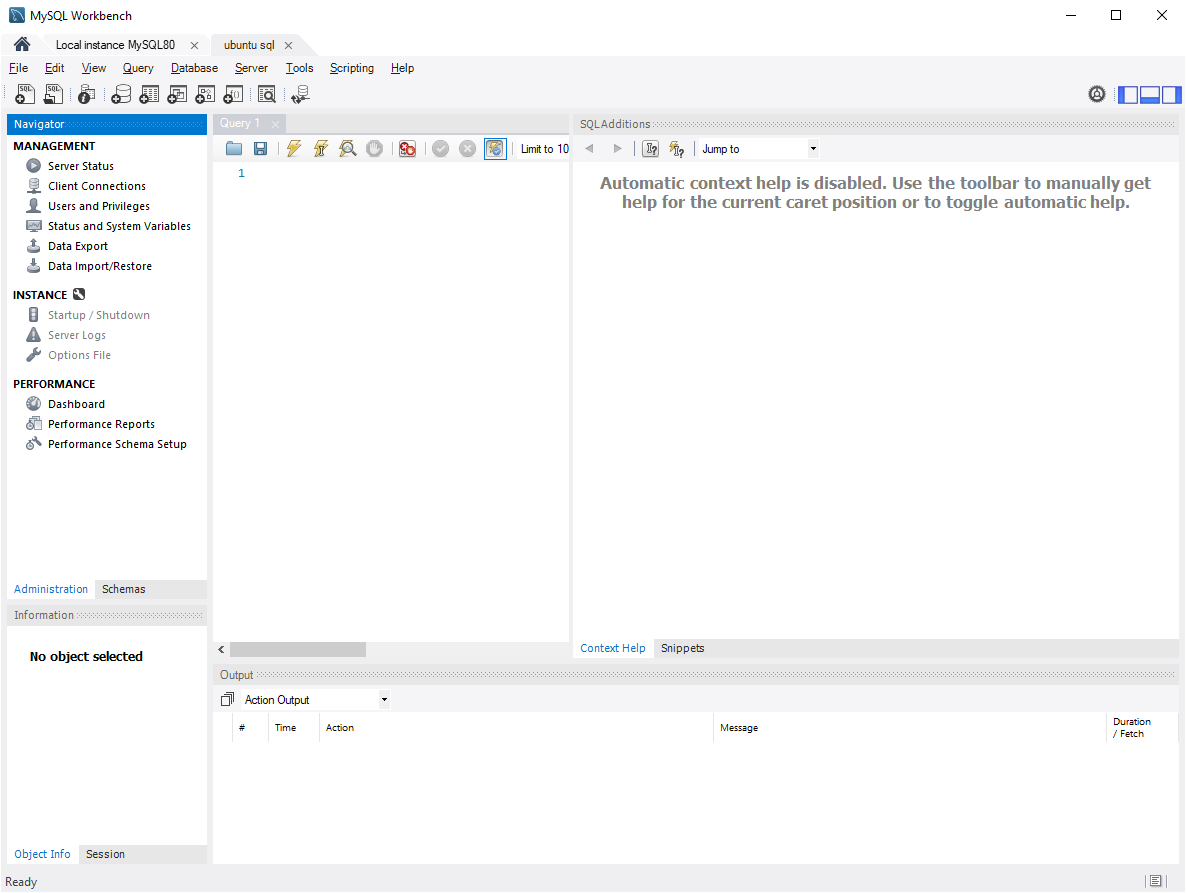 MySQL Workbench
Local instance MySQL80
ubuntu sql
File Edit View Query Database Server Tools Scripting Help
Navigator
MANAGEMENT
Server Status
Client Connections
Users and Privileges
Status and System Variables
Data Export
Data Import/Restore
INSTANCE
Startup / Shutdown
Server Logs
Options File
PERFORMANCE
Dashboard
Performance Reports
Performance Schema Setup
Administration Schemas
Information
No object selected
Object Info Session
Query 1
Limit to 10
1
SQLAdditions
Jump to
Automatic context help is disabled. Use the toolbar to manually get
help for the current caret position or to toggle automatic help.
Context Help Snippets
Output
Action Output
# Time Action Message Duration
/ Fetch
Ready